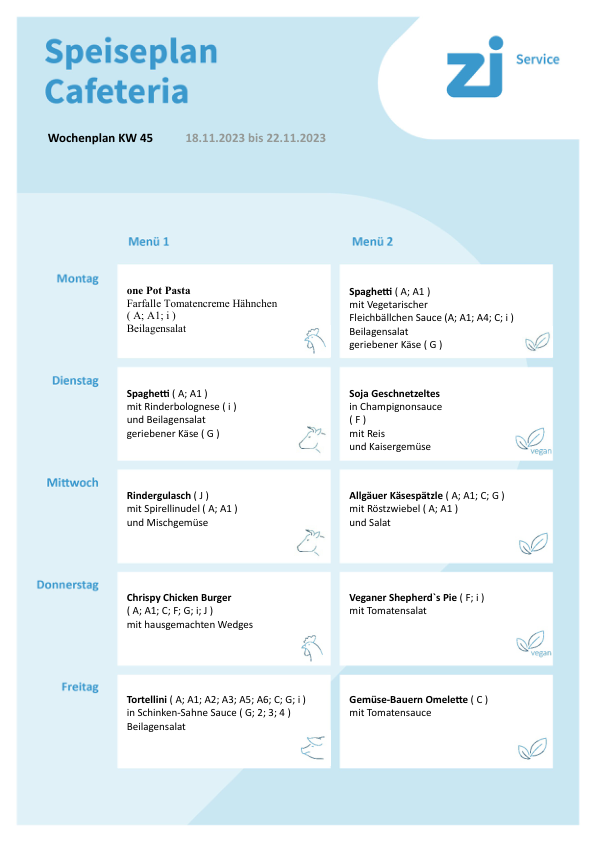 Speiseplan
Cafeteria
zi Service
Wochenplan KW 45 18.11.2023 bis 22.11.2023
Menü 1 Menü 2
Montag
one Pot Pasta
Farfalle Tomatencreme Hähnchen
( A; A1; i )
Beilagensalat
Spaghetti ( A; A1 )
mit Vegetarischer
Fleichbällchen Sauce (A; A1; A4; C; i )
Beilagensalat
geriebener Käse ( G )
Dienstag
Spaghetti ( A; A1 )
mit Rinderbolognese ( i )
und Beilagensalat
geriebener Käse ( G )
Soja Geschnetzeltes
in Champignonsauce
( F )
mit Reis
und Kaisergemüse
vegan
Mittwoch
Rindergulasch ( J )
mit Spirellinudel ( A; A1 )
und Mischgemüse
Allgäuer Käsespätzle ( A; A1; C; G )
mit Röstzwiebel ( A; A1 )
und Salat
Donnerstag
Chrispy Chicken Burger
( A; A1; C; F; G; i; J )
mit hausgemachten Wedges
Veganer Shepherd`s Pie ( F; i )
mit Tomatensalat
vegan
Freitag
Tortellini ( A; A1; A2; A3; A5; A6; C; G; i )
in Schinken-Sahne Sauce ( G; 2; 3; 4 )
Beilagensalat
Gemüse-Bauern Omelette ( C )
mit Tomatensauce